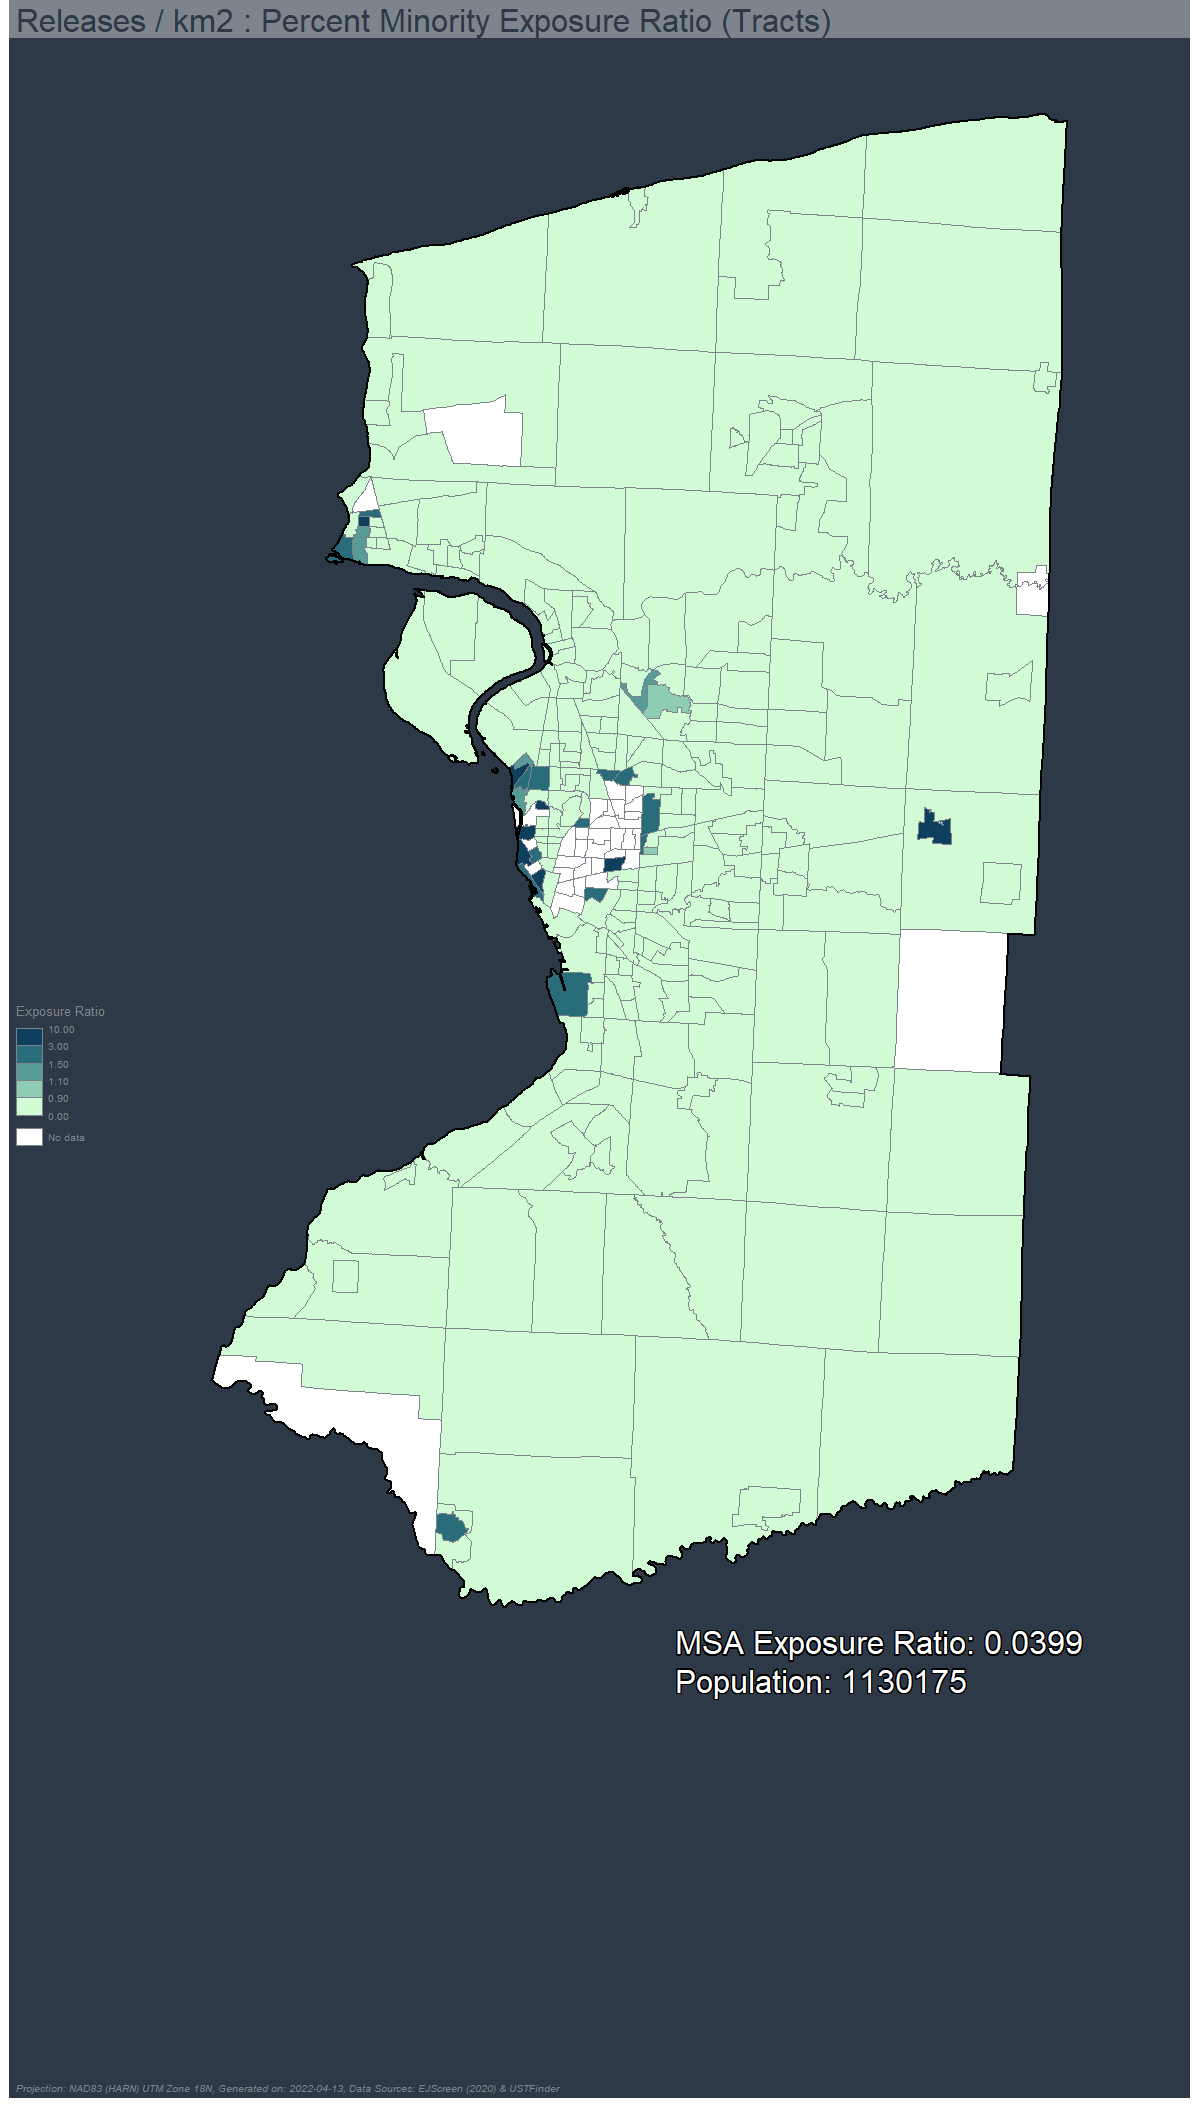 Releases / km2 : Percent Minority Exposure Ratio (Tracts)
Exposure Ratio
10.00
3.00
1.50
1.10
0.90
0.00
No data
MSA Exposure Ratio: 0.0399
Population: 1130175
Projection: NAD83 (HARN) UTM Zone 18N, Generated on: 2022-04-13, Data Sources: EJScreen (2020) & USTFinder